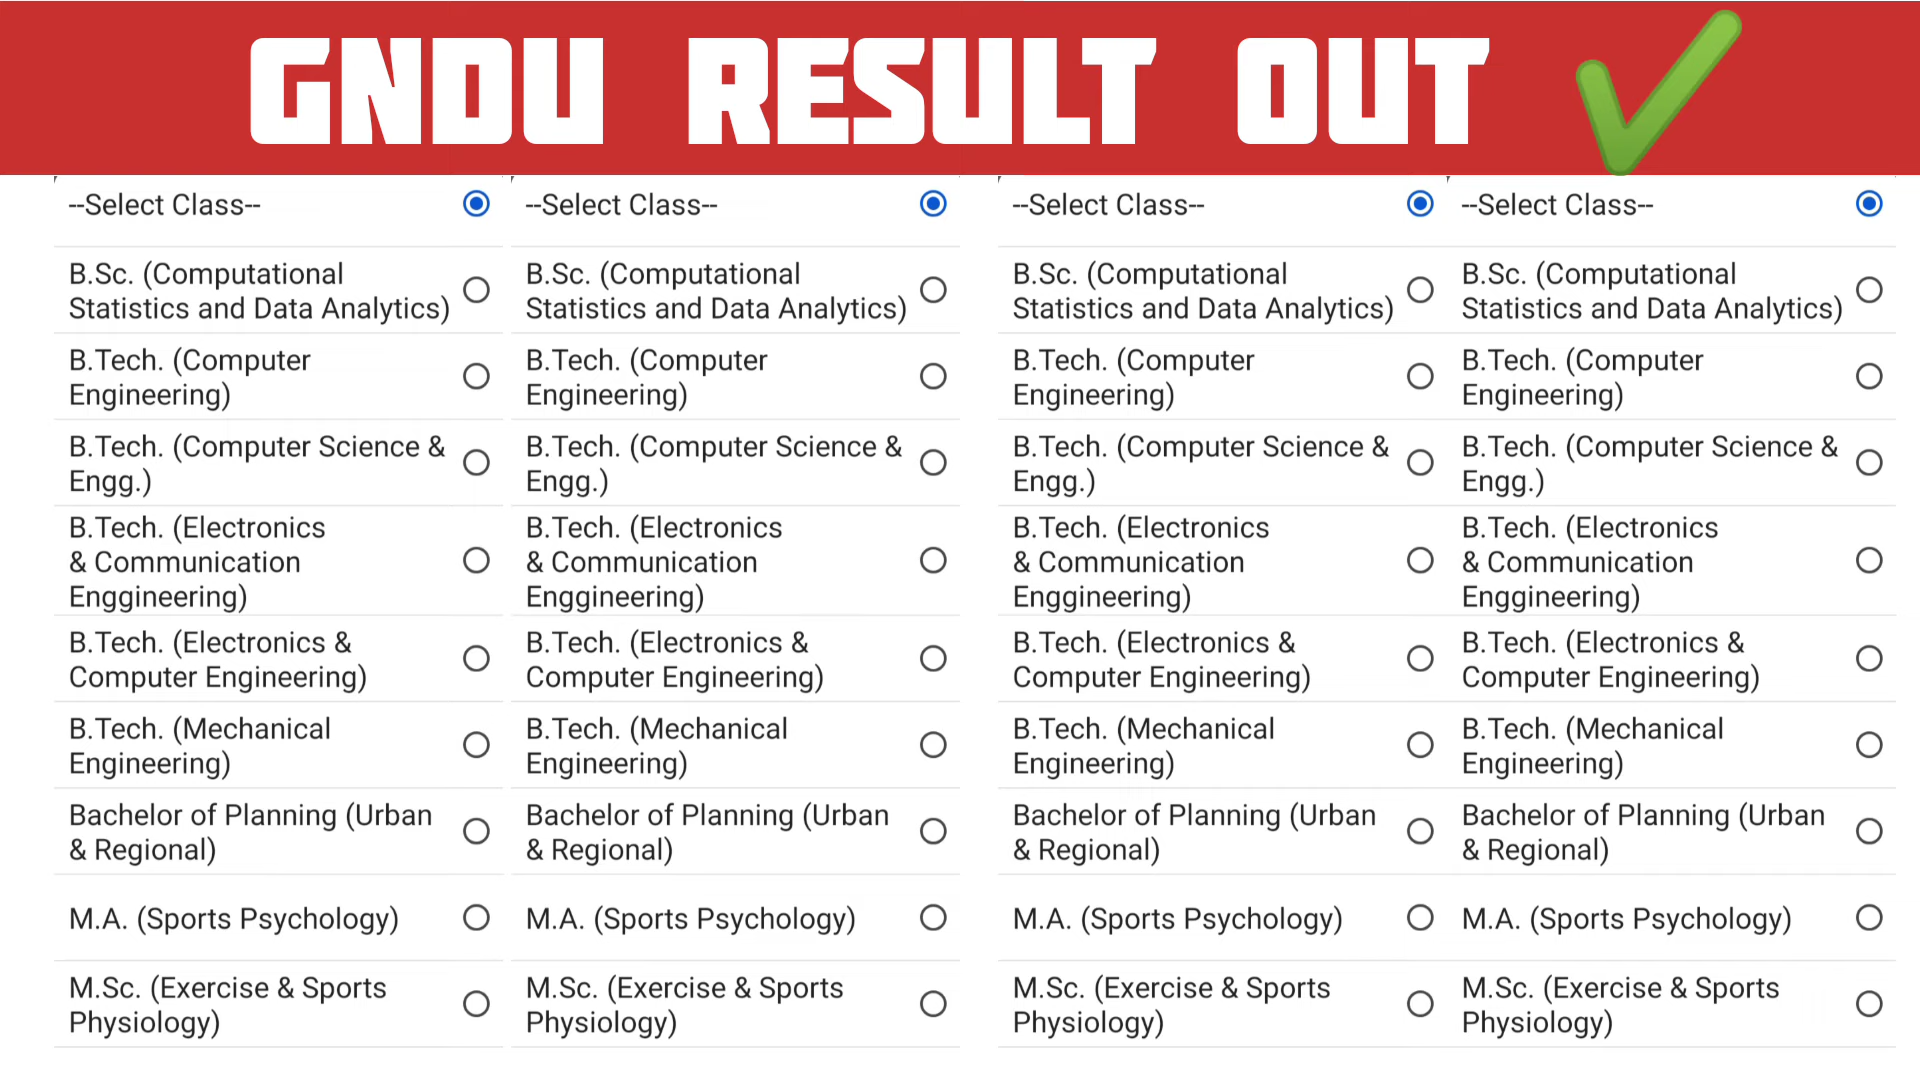 GNDU RESULT OUT
--Select Class--
B.Sc. (Computational
Statistics and Data Analytics)
B.Tech. (Computer
Engineering)
B.Tech. (Computer Science &
Engg.)
B.Tech. (Electronics
& Communication
Enggineering)
B.Tech. (Electronics &
Computer Engineering)
B.Tech. (Mechanical
Engineering)
Bachelor of Planning (Urban
& Regional)
M.A. (Sports Psychology)
M.Sc. (Exercise & Sports
Physiology)
--Select Class--
B.Sc. (Computational
Statistics and Data Analytics)
B.Tech. (Computer
Engineering)
B.Tech. (Computer Science &
Engg.)
B.Tech. (Electronics
& Communication
Enggineering)
B.Tech. (Electronics &
Computer Engineering)
B.Tech. (Mechanical
Engineering)
Bachelor of Planning (Urban
& Regional)
M.A. (Sports Psychology)
M.Sc. (Exercise & Sports
Physiology)
--Select Class--
B.Sc. (Computational
Statistics and Data Analytics)
B.Tech. (Computer
Engineering)
B.Tech. (Computer Science &
Engg.)
B.Tech. (Electronics
& Communication
Enggineering)
B.Tech. (Electronics &
Computer Engineering)
B.Tech. (Mechanical
Engineering)
Bachelor of Planning (Urban
& Regional)
M.A. (Sports Psychology)
M.Sc. (Exercise & Sports
Physiology)
--Select Class--
B.Sc. (Computational
Statistics and Data Analytics)
B.Tech. (Computer
Engineering)
B.Tech. (Computer Science &
Engg.)
B.Tech. (Electronics
& Communication
Enggineering)
B.Tech. (Electronics &
Computer Engineering)
B.Tech. (Mechanical
Engineering)
Bachelor of Planning (Urban
& Regional)
M.A. (Sports Psychology)
M.Sc. (Exercise & Sports
Physiology)